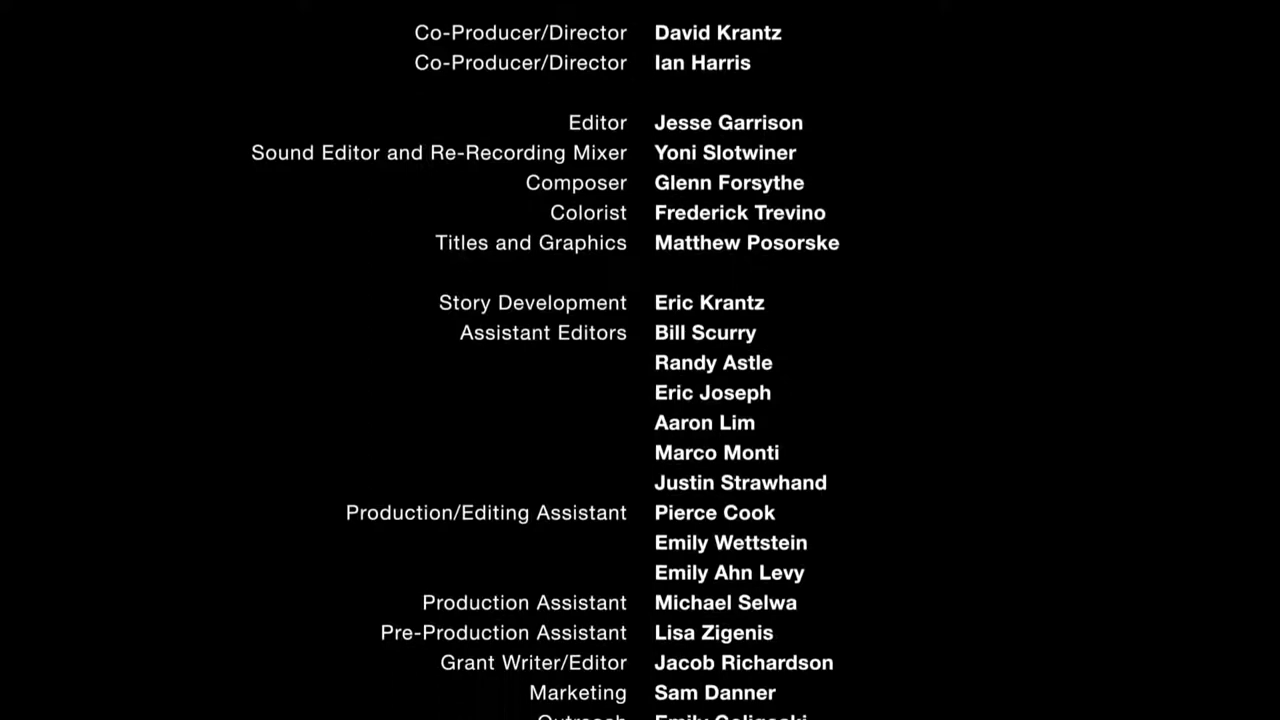 Co-Producer/Director David Krantz
Co-Producer/Director Ian Harris
Editor Jesse Garrison
Sound Editor and Re-Recording Mixer Yoni Slotwiner
Composer Glenn Forsythe
Colorist Frederick Trevino
Titles and Graphics Matthew Posorske
Story Development Eric Krantz
Assistant Editors Bill Scurry
Randy Astle
Eric Joseph
Aaron Lim
Marco Monti
Justin Strawhand
Production/Editing Assistant Pierce Cook
Emily Wettstein
Emily Ahn Levy
Production Assistant Michael Selwa
Pre-Production Assistant Lisa Zigenis
Grant Writer/Editor Jacob Richardson
Marketing Sam Danner
Outreach Emily